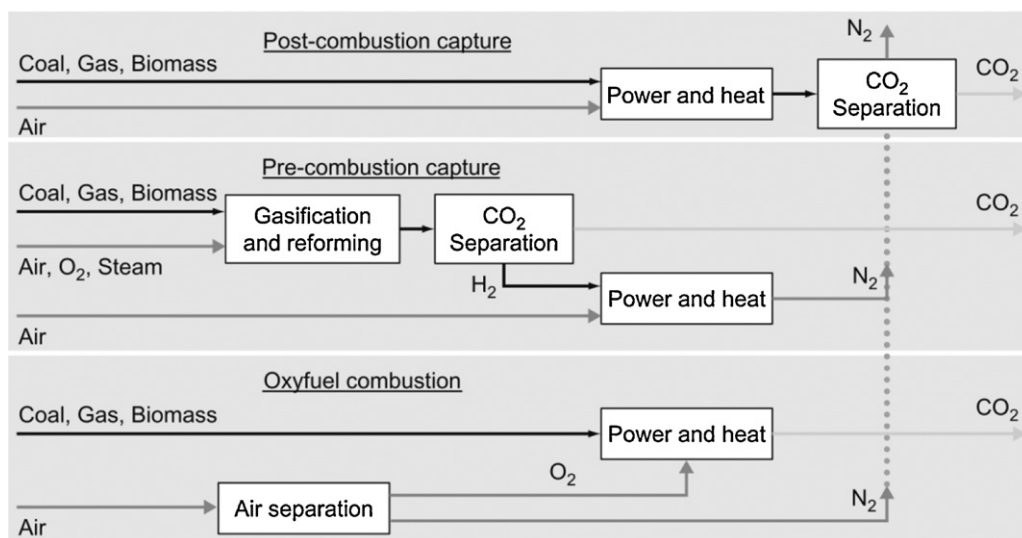 Post-combustion capture
N₂
Coal, Gas, Biomass
CO₂
Power and heat
CO₂
Separation
Air
Pre-combustion capture
Coal, Gas, Biomass
CO₂
Gasification
and reforming
CO₂
Separation
Air, O₂, Steam
H₂
N₂
Power and heat
Air
Oxyfuel combustion
Coal, Gas, Biomass
CO₂
Power and heat
O₂
N₂
Air separation
Air